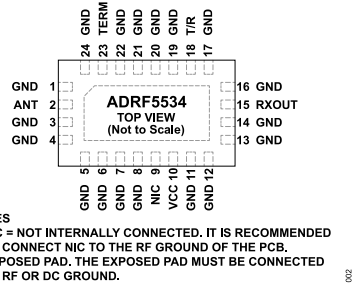 24 GND
23 TERM
22 GND
21 GND
20 GND
19 GND
18 T/R
17 GND
GND 1
ANT 2
GND 3
GND 4
ADRF5534
TOP VIEW
(Not to Scale)
16 GND
15 RXOUT
14 GND
13 GND
GND 5
GND 6
GND 7
GND 8
NIC 9
VCC 10
GND 11
GND 12
= NOT INTERNALLY CONNECTED. IT IS RECOMMENDED
CONNECT NIC TO THE RF GROUND OF THE PCB.
POSED PAD. THE EXPOSED PAD MUST BE CONNECTED
RF OR DC GROUND.
002